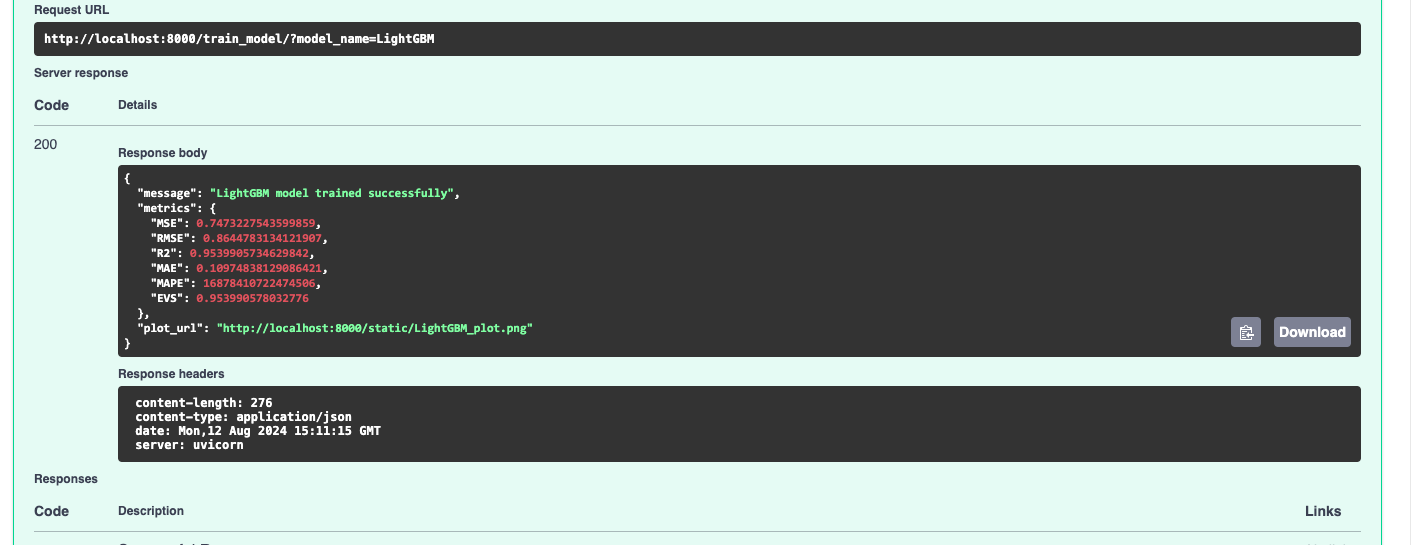 Request URL
http://localhost:8000/train_model/?model_name=LightGBM
Server response
Code Details
200
Response body
{
"message": "LightGBM model trained successfully",
"metrics": {
"MSE": 0.7473227543599859,
"RMSE": 0.8644783134121907,
"R2": 0.9539905734629842,
"MAE": 0.10974838129086421,
"MAPE": 16878410722474506,
"EVS": 0.953990578032776
},
"plot_url": "http://localhost:8000/static/LightGBM_plot.png"
}
Download
Response headers
content-length: 276
content-type: application/json
date: Mon,12 Aug 2024 15:11:15 GMT
server: uvicorn
Responses
Code Description Links